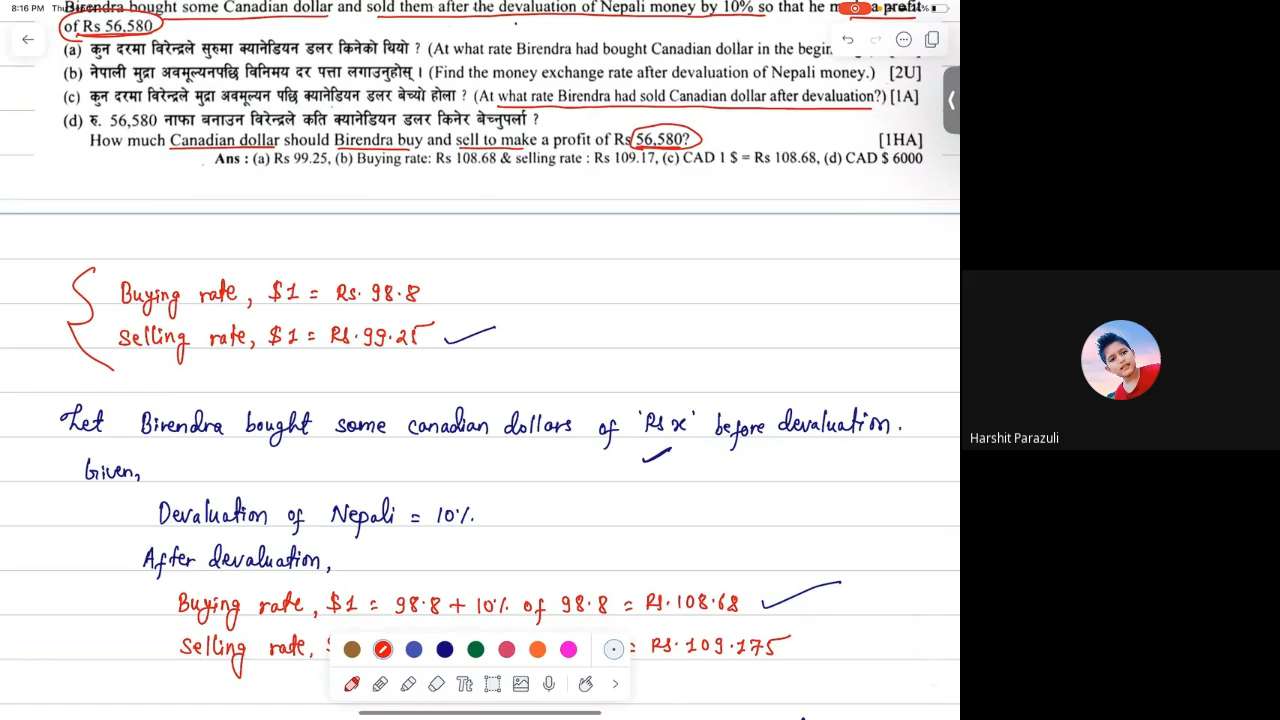 8:16 PM Thu
Birendra bought some Canadian dollar and sold them after the devaluation of Nepali money by 10% so that he m a profit
of Rs 56,580
(a) कुन दरमा विरेन्द्रले सुरुमा क्यानेडियन डलर किनेको थियो ? (At what rate Birendra had bought Canadian dollar in the begin
(b) नेपाली मुद्रा अवमूल्यनपछि विनिमय दर पत्ता लगाउनुहोस् । (Find the money exchange rate after devaluation of Nepali money.) [2U]
(c) कुन दरमा विरेन्द्रले मुद्रा अवमूल्यन पछि क्यानेडियन डलर बेच्यो होला ? (At what rate Birendra had sold Canadian dollar after devaluation?) [1A]
(d) रु. 56,580 नाफा बनाउन विरेन्द्रले कति क्यानेडियन डलर किनेर बेच्नुपर्ला ?
How much Canadian dollar should Birendra buy and sell to make a profit of Rs 56,580? [1HA]
Ans : (a) Rs 99.25, (b) Buying rate: Rs 108.68 & selling rate : Rs 109.17, (c) CAD 1 $ = Rs 108.68, (d) CAD $ 6000
Buying rate, $1 = Rs. 98.8
Selling rate, $1 = Rs. 99.25
Let Birendra bought some canadian dollars of 'Rs x' before devaluation.
Given,
Devaluation of Nepali = 10%.
After devaluation,
Buying rate, $1 = 98.8 + 10% of 98.8 = Rs. 108.68
Selling rate, = Rs. 109.175
Tt
Harshit Parazuli